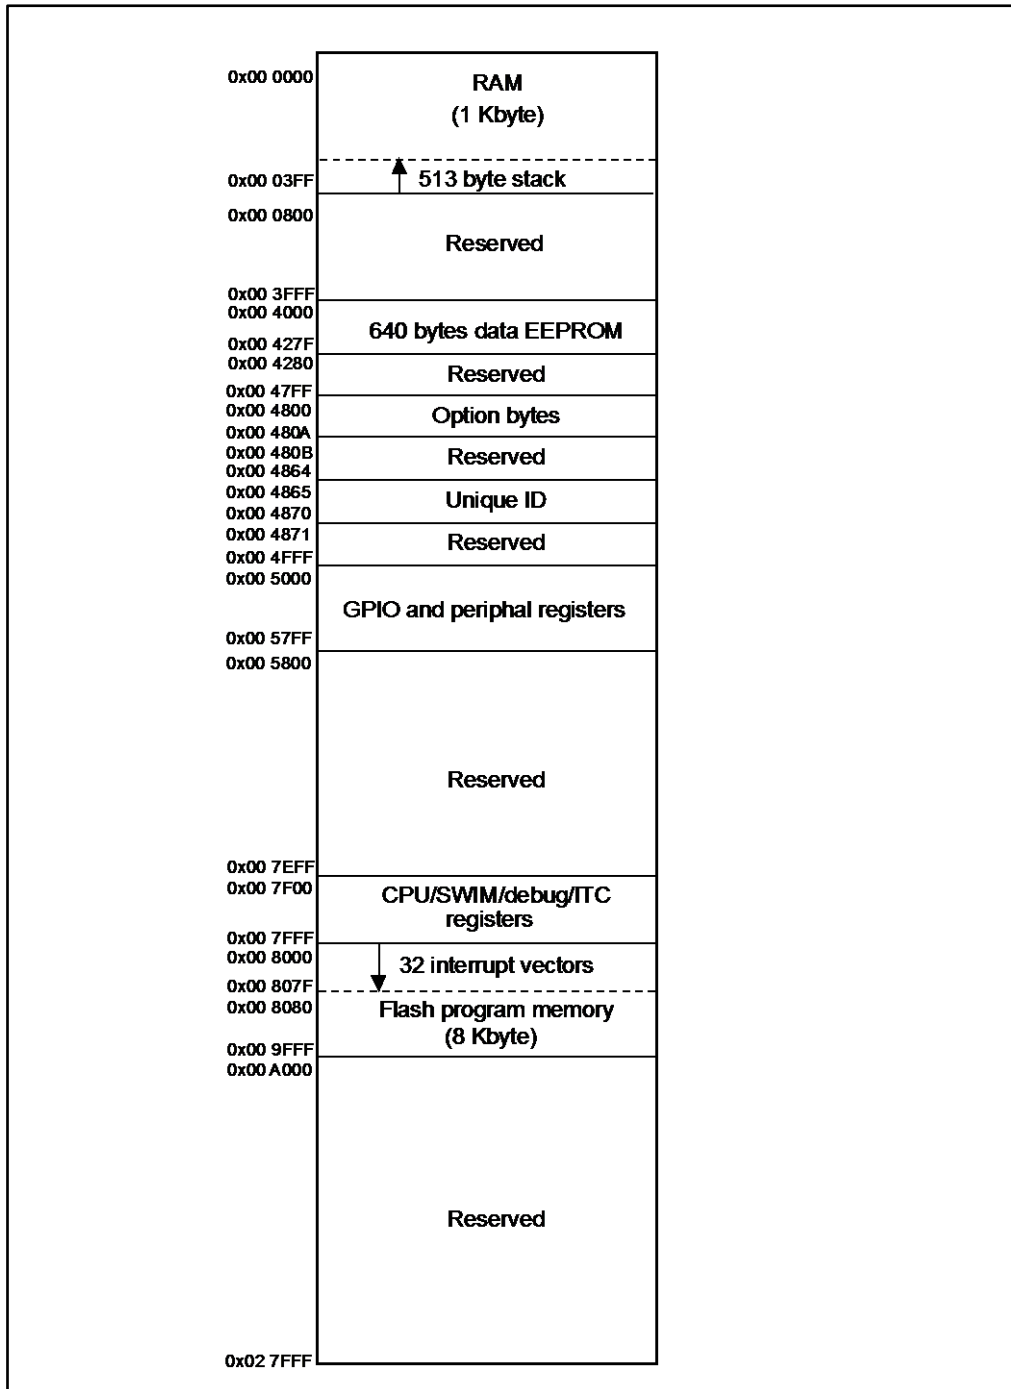 0x00 0000
RAM
(1 Kbyte)
513 byte stack
0x00 03FF
0x00 0800
Reserved
0x00 3FFF
0x00 4000
640 bytes data EEPROM
0x00 427F
0x00 4280
Reserved
0x00 47FF
0x00 4800
Option bytes
0x00 480A
0x00 480B
Reserved
0x00 4864
0x00 4865
Unique ID
0x00 4870
0x00 4871
Reserved
0x00 4FFF
0x00 5000
GPIO and periphal registers
0x00 57FF
0x00 5800
Reserved
0x00 7EFF
0x00 7F00
CPU/SWIM/debug/ITC
registers
0x00 7FFF
0x00 8000
32 interrupt vectors
0x00 807F
0x00 8080
Flash program memory
(8 Kbyte)
0x00 9FFF
0x00 A000
Reserved
0x02 7FFF